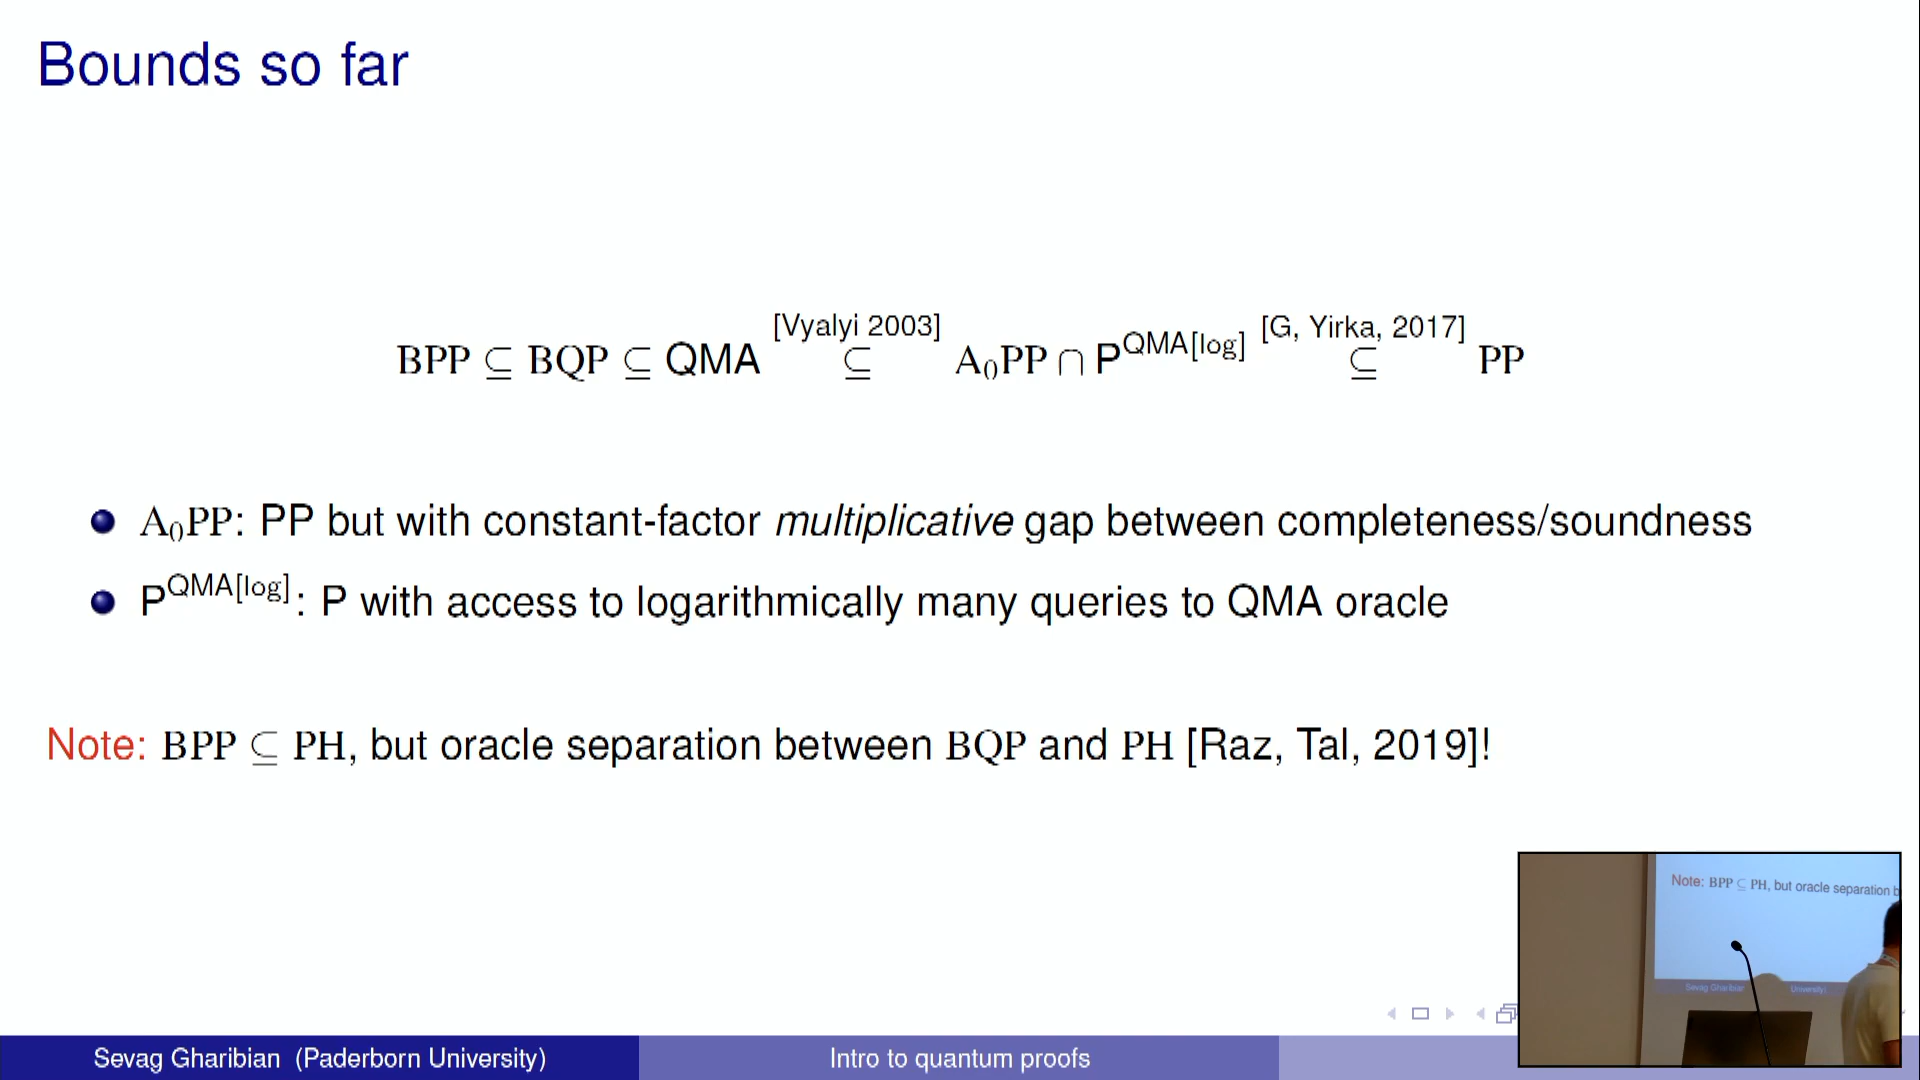 Bounds so far
[Vyalyi 2003] [G, Yirka, 2017]
BPP ⊆ BQP ⊆ QMA ⊆ A₀PP ∩ P^QMA[log] ⊆ PP
A₀PP: PP but with constant-factor multiplicative gap between completeness/soundness
P^QMA[log]: P with access to logarithmically many queries to QMA oracle
Note: BPP ⊆ PH, but oracle separation between BQP and PH [Raz, Tal, 2019]!
Note: BPP ⊆ PH, but oracle separation b
Sevag Gharibian
Sevag Gharibian (Paderborn University)
Intro to quantum proofs